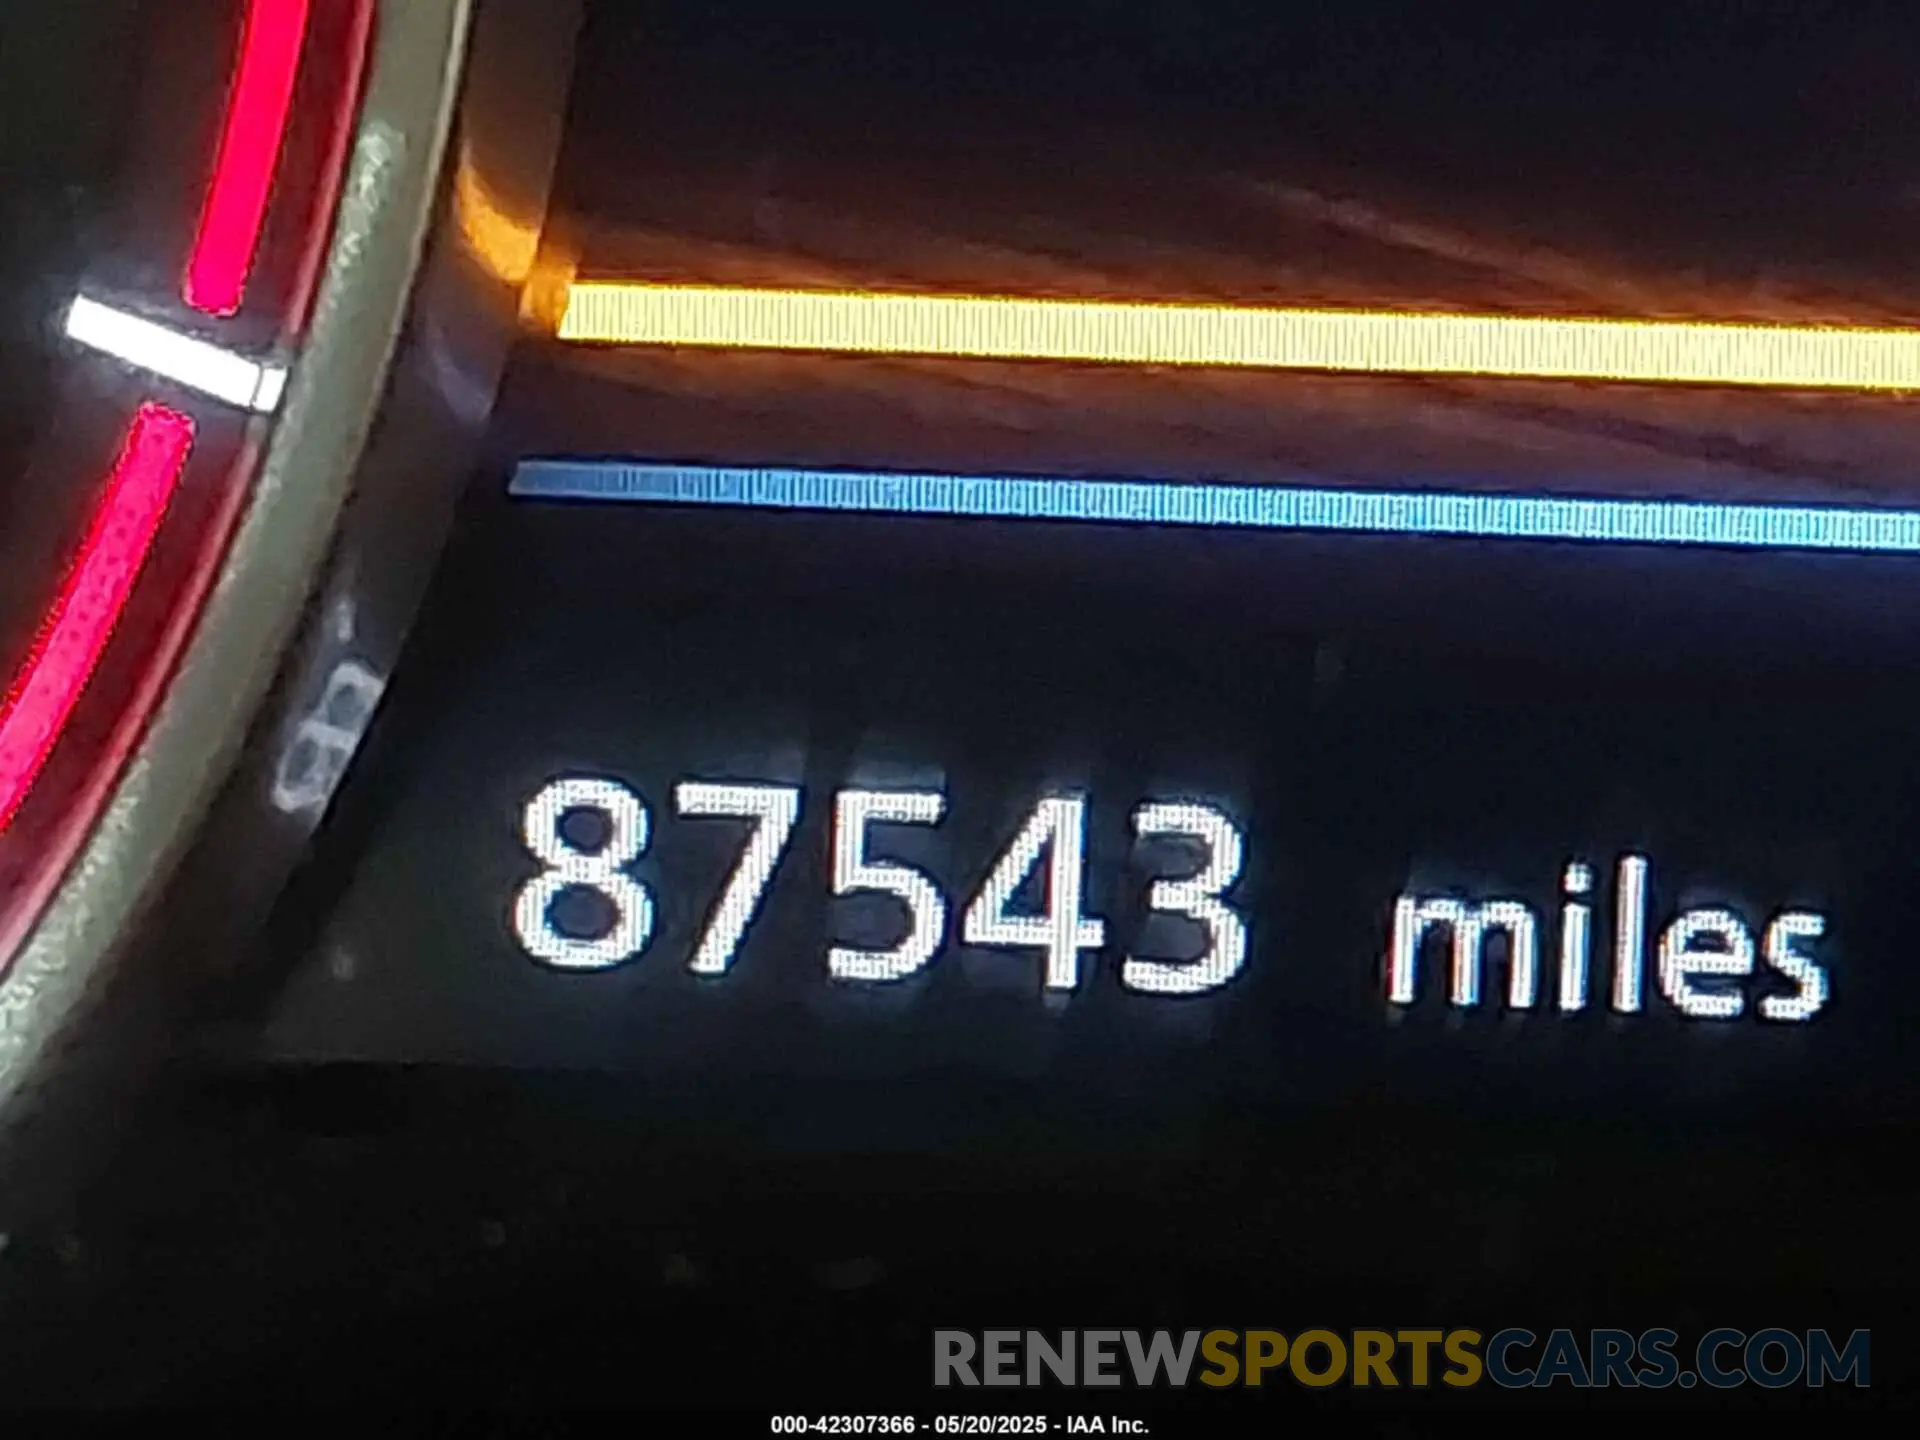 87543 miles
RENEWSPORTSCARS.COM
000-42307366 - 05/20/2025 - IAA Inc.